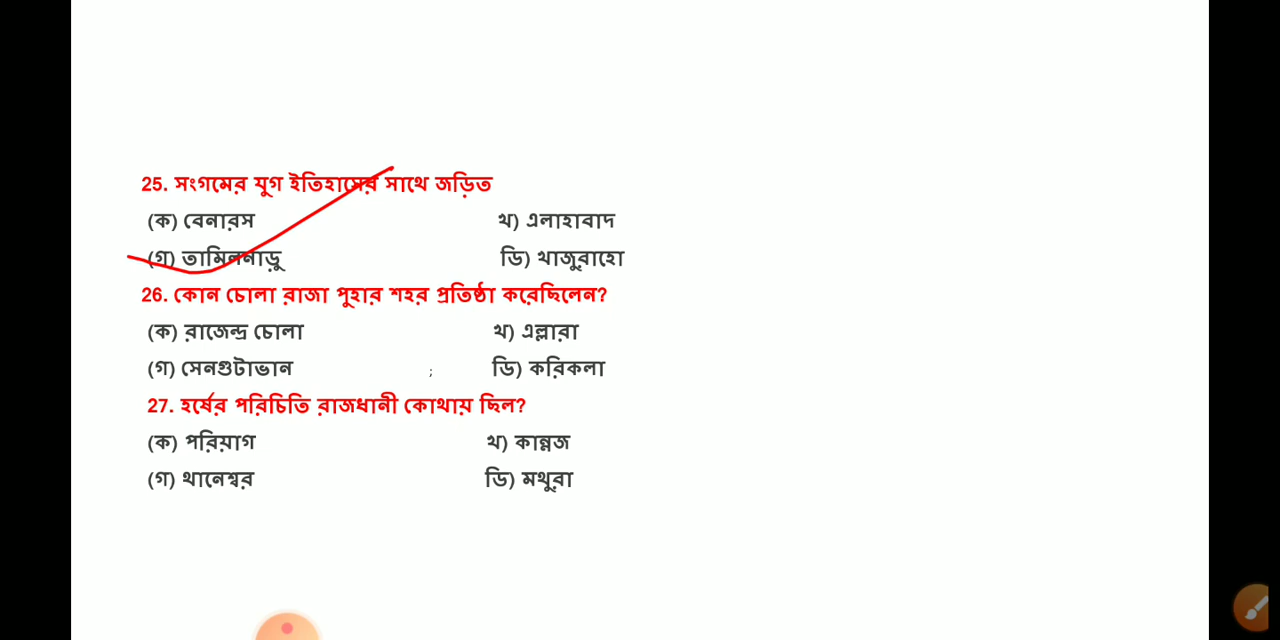 25. সংগমের যুগ ইতিহাসের সাথে জড়িত
(ক) বেনারস খ) এলাহাবাদ
(গ) তামিলনাড়ু ডি) খাজুরাহো
26. কোন চোলা রাজা পুহার শহর প্রতিষ্ঠা করেছিলেন?
(ক) রাজেন্দ্র চোলা খ) এল্লারা
(গ) সেনগুটাভান ; ডি) করিকলা
27. হর্ষের পরিচিতি রাজধানী কোথায় ছিল?
(ক) পরিয়াগ খ) কান্নজ
(গ) থানেশ্বর ডি) মথুরা